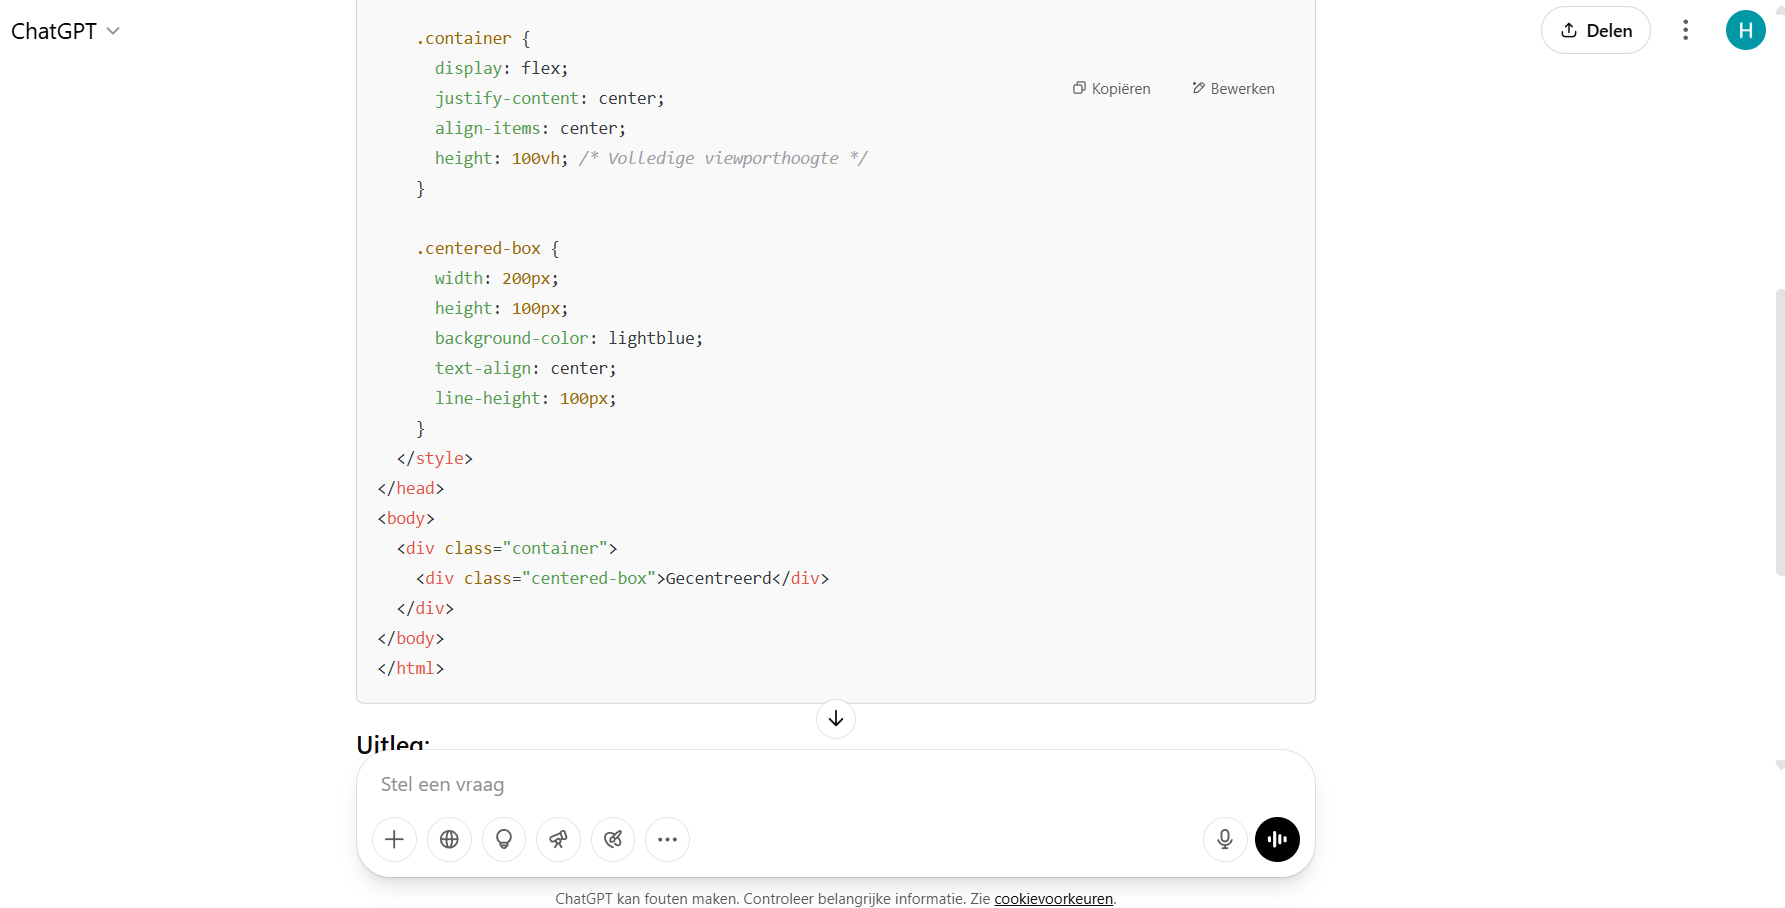 ChatGPT
Delen
H
.container {
display: flex;
Kopiëren
Bewerken
justify-content: center;
align-items: center;
height: 100vh; /* Volledige viewporthoogte */
}
.centered-box {
width: 200px;
height: 100px;
background-color: lightblue;
text-align: center;
line-height: 100px;
}
</style>
</head>
<body>
<div class="container">
<div class="centered-box">Gecentreerd</div>
</div>
</body>
</html>
Uitleg:
Stel een vraag
ChatGPT kan fouten maken. Controleer belangrijke informatie. Zie cookievoorkeuren.